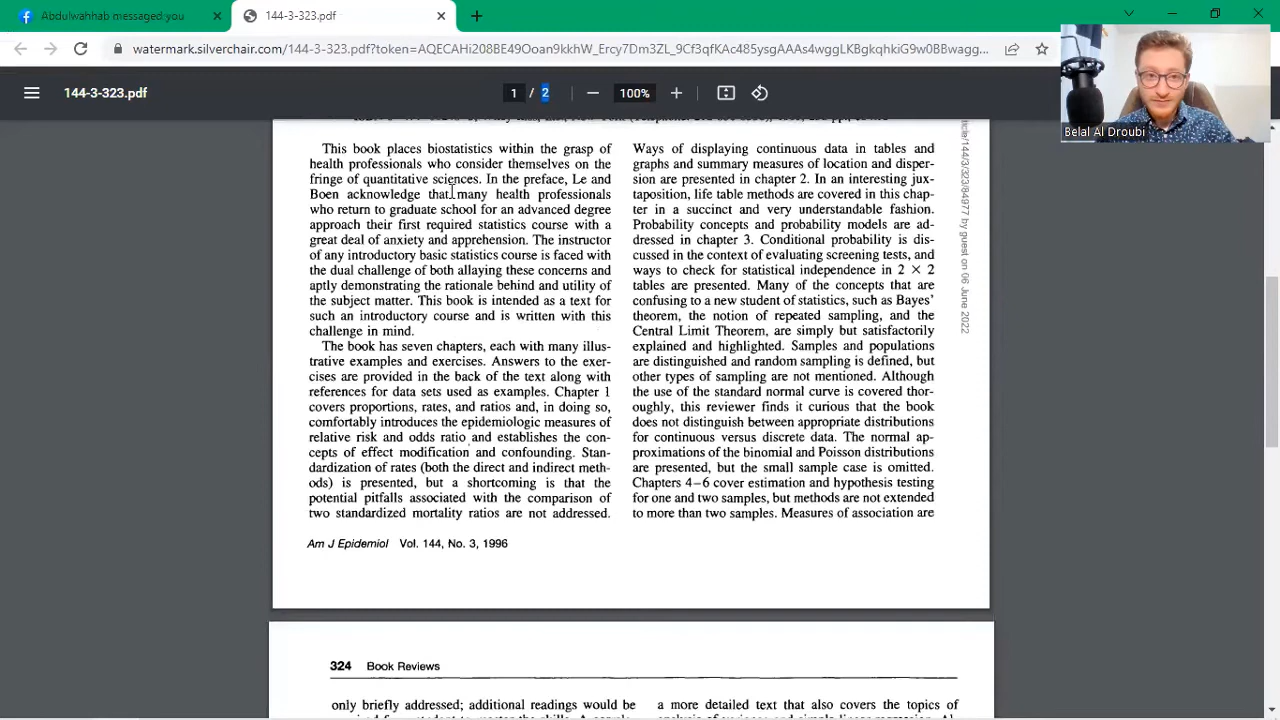 Abdulwahhab messaged you
144-3-323.pdf
watermark.silverchair.com/144-3-323.pdf?token=AQECAHi208BE49Ooan9kkhW_Ercy7Dm3ZL_9Cf3qfKAc485ysgAAAs4wggLKBgkqhkiG9w0BBwagg...
144-3-323.pdf
1 / 2
100%
Belal Al Droubi
This book places biostatistics within the grasp of
health professionals who consider themselves on the
fringe of quantitative sciences. In the preface, Le and
Boen acknowledge that many health professionals
who return to graduate school for an advanced degree
approach their first required statistics course with a
great deal of anxiety and apprehension. The instructor
of any introductory basic statistics course is faced with
the dual challenge of both allaying these concerns and
aptly demonstrating the rationale behind and utility of
the subject matter. This book is intended as a text for
such an introductory course and is written with this
challenge in mind.
The book has seven chapters, each with many illus-
trative examples and exercises. Answers to the exer-
cises are provided in the back of the text along with
references for data sets used as examples. Chapter 1
covers proportions, rates, and ratios and, in doing so,
comfortably introduces the epidemiologic measures of
relative risk and odds ratio and establishes the con-
cepts of effect modification and confounding. Stan-
dardization of rates (both the direct and indirect meth-
ods) is presented, but a shortcoming is that the
potential pitfalls associated with the comparison of
two standardized mortality ratios are not addressed.
Ways of displaying continuous data in tables and
graphs and summary measures of location and disper-
sion are presented in chapter 2. In an interesting jux-
taposition, life table methods are covered in this chap-
ter in a succinct and very understandable fashion.
Probability concepts and probability models are ad-
dressed in chapter 3. Conditional probability is dis-
cussed in the context of evaluating screening tests, and
ways to check for statistical independence in 2 × 2
tables are presented. Many of the concepts that are
confusing to a new student of statistics, such as Bayes'
theorem, the notion of repeated sampling, and the
Central Limit Theorem, are simply but satisfactorily
explained and highlighted. Samples and populations
are distinguished and random sampling is defined, but
other types of sampling are not mentioned. Although
the use of the standard normal curve is covered thor-
oughly, this reviewer finds it curious that the book
does not distinguish between appropriate distributions
for continuous versus discrete data. The normal ap-
proximations of the binomial and Poisson distributions
are presented, but the small sample case is omitted.
Chapters 4–6 cover estimation and hypothesis testing
for one and two samples, but methods are not extended
to more than two samples. Measures of association are
ticle/144/3/323/84977 by guest on 06 June 2022
Am J Epidemiol Vol. 144, No. 3, 1996
324 Book Reviews
only briefly addressed; additional readings would be
a more detailed text that also covers the topics of